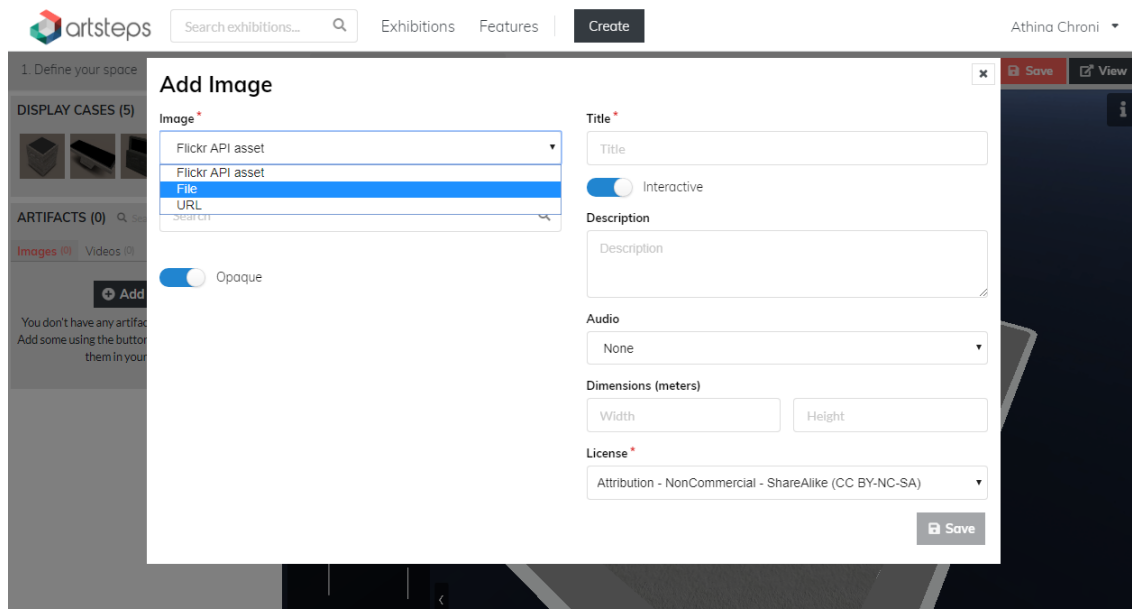 artsteps
Search exhibitions...
Exhibitions
Features
Create
Athina Chroni
1. Define your space
Save
View
DISPLAY CASES (5)
ARTIFACTS (0)
Images (0)
Videos (0)
Add
You don't have any artifac
Add some using the button
them in your
Add Image
Image *
Flickr API asset
Flickr API asset
File
URL
Search
Opaque
Title *
Title
Interactive
Description
Description
Audio
None
Dimensions (meters)
Width
Height
License *
Attribution - NonCommercial - ShareAlike (CC BY-NC-SA)
Save